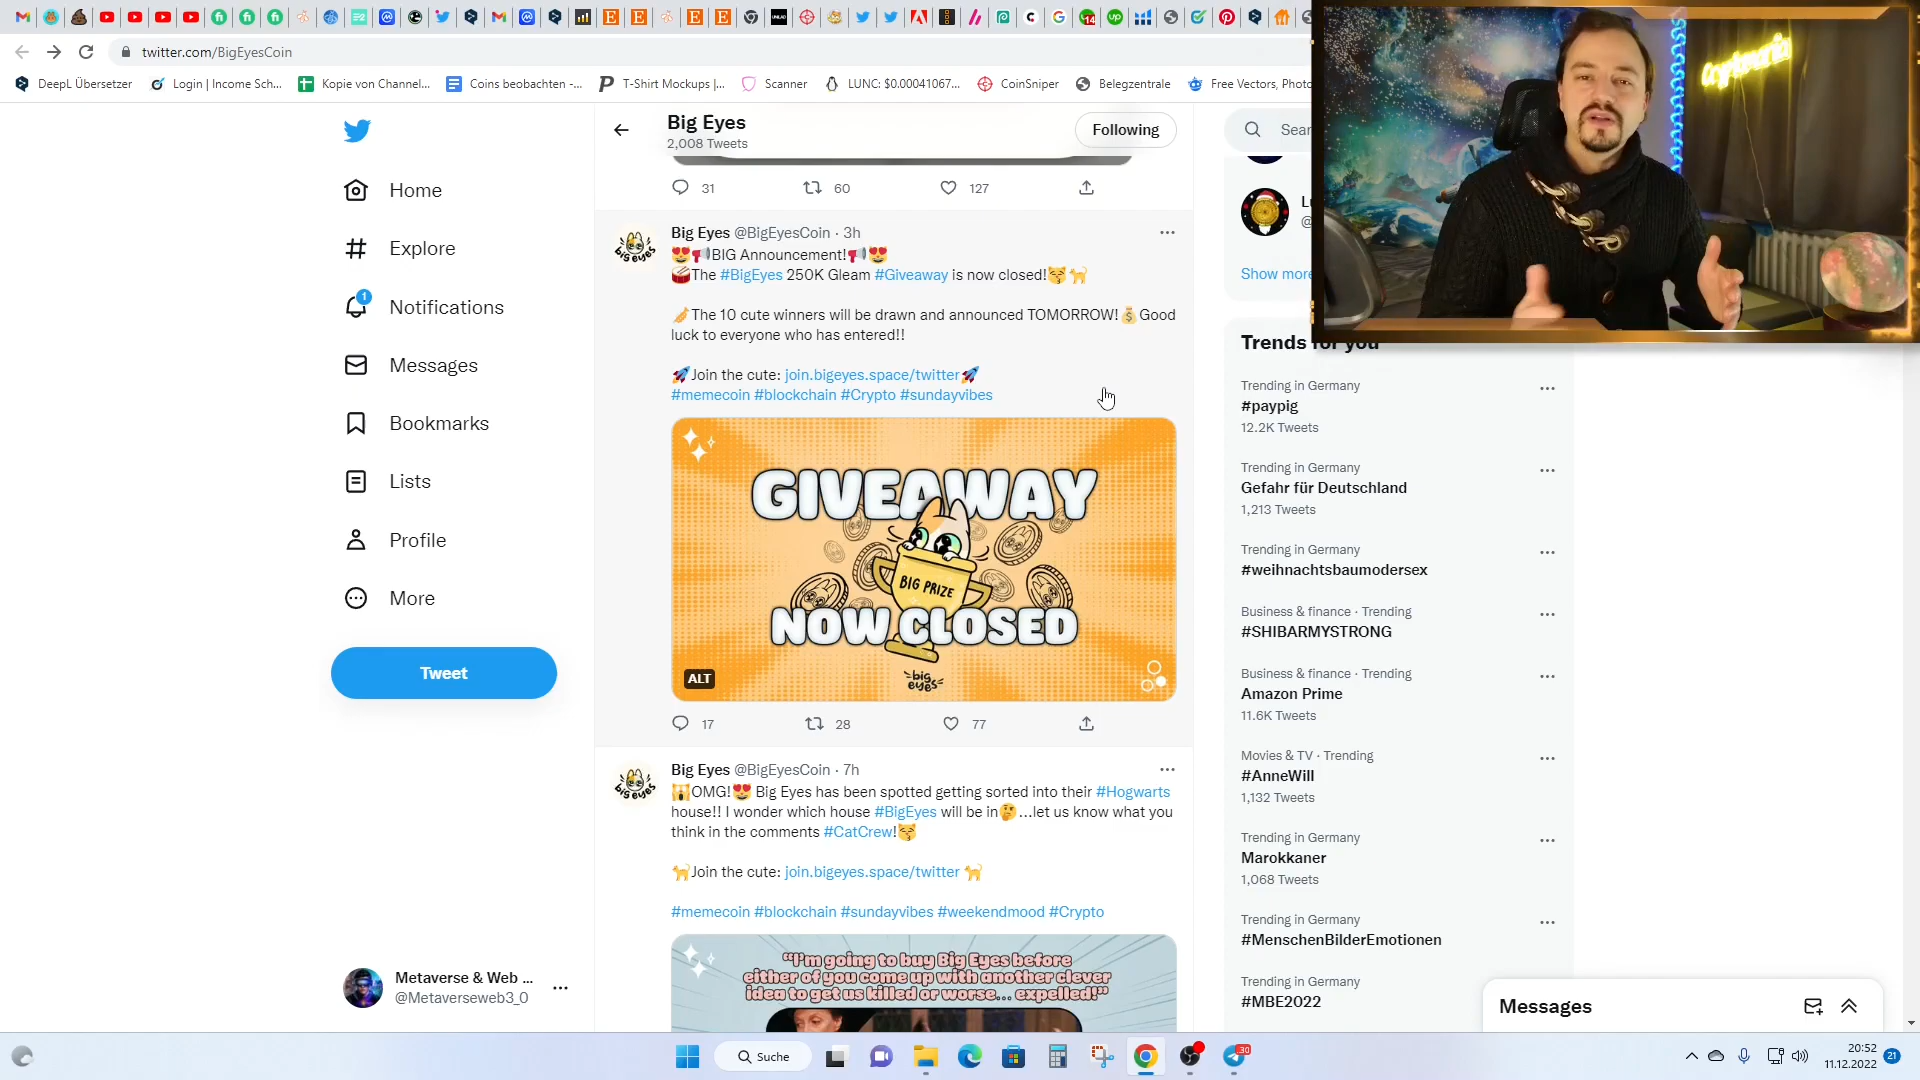 twitter.com/BigEyesCoin
DeepL Übersetzer
Login | Income Sch...
Kopie von Channel...
Coins beobachten -...
T-Shirt Mockups |...
Scanner
LUNC: $0.00041067...
CoinSniper
Belegzentrale
Free Vectors, Photo
Cryptomania
Home
Explore
1
Notifications
Messages
Bookmarks
Lists
Profile
More
Tweet
Metaverse & Web ...
@Metaverseweb3_0
Big Eyes
2,008 Tweets
Following
31 60 127
Big Eyes @BigEyesCoin · 3h
😻📢BIG Announcement!📢😻
🥁The #BigEyes 250K Gleam #Giveaway is now closed!😽🐈
🎺The 10 cute winners will be drawn and announced TOMORROW!💰Good
luck to everyone who has entered!!
🚀Join the cute: join.bigeyes.space/twitter🚀
#memecoin #blockchain #Crypto #sundayvibes
GIVEAWAY
BIG PRIZE
NOW CLOSED
ALT
big eyes
17 28 77
Big Eyes @BigEyesCoin · 7h
🙀OMG!😻 Big Eyes has been spotted getting sorted into their #Hogwarts
house!! I wonder which house #BigEyes will be in🤔...let us know what you
think in the comments #CatCrew!😽
🐈Join the cute: join.bigeyes.space/twitter 🐈
#memecoin #blockchain #sundayvibes #weekendmood #Crypto
"I'm going to buy Big Eyes before
either of you come up with another clever
idea to get us killed or worse... expelled!"
Show more
Trends for you
Trending in Germany
#paypig
12.2K Tweets
Trending in Germany
Gefahr für Deutschland
1,213 Tweets
Trending in Germany
#weihnachtsbaumodersex
Business & finance · Trending
#SHIBARMYSTRONG
Business & finance · Trending
Amazon Prime
11.6K Tweets
Movies & TV · Trending
#AnneWill
1,132 Tweets
Trending in Germany
Marokkaner
1,068 Tweets
Trending in Germany
#MenschenBilderEmotionen
Trending in Germany
#MBE2022
Messages
Suche
30
20:52
11.12.2022
21